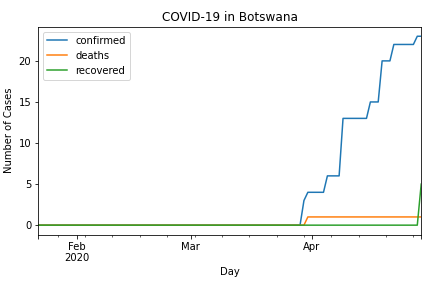 COVID-19 in Botswana
confirmed
deaths
recovered
Number of Cases
20
15
10
5
0
Feb
2020
Mar
Apr
Day